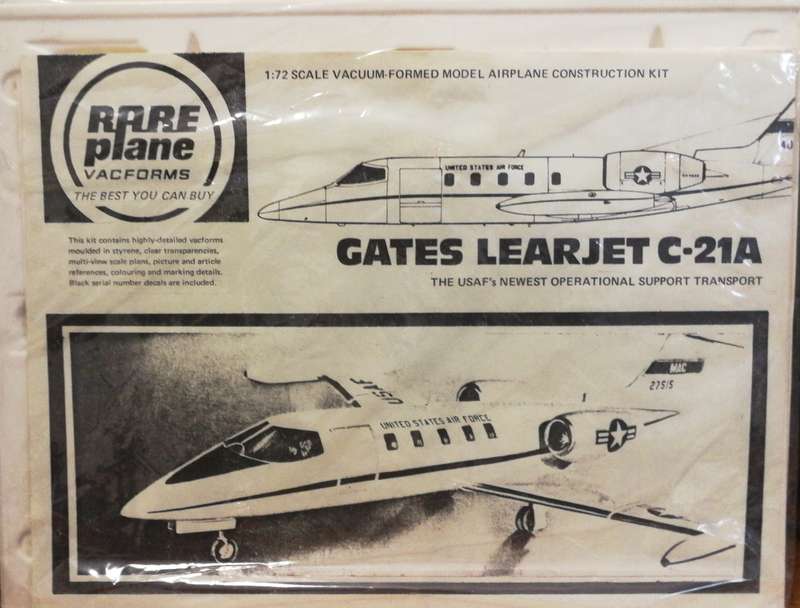 RARE
plane
VACFORMS
THE BEST YOU CAN BUY
1:72 SCALE VACUUM-FORMED MODEL AIRPLANE CONSTRUCTION KIT
UNITED STATES AIR FORCE
This kit contains highly-detailed vacforms
moulded in styrene, clear transparencies,
multi-view scale plans, picture and article
references, colouring and marking details.
Black serial number decals are included.
GATES LEARJET C-21A
THE USAF's NEWEST OPERATIONAL SUPPORT TRANSPORT
MAC
27515
USAF
UNITED STATES AIR FORCE